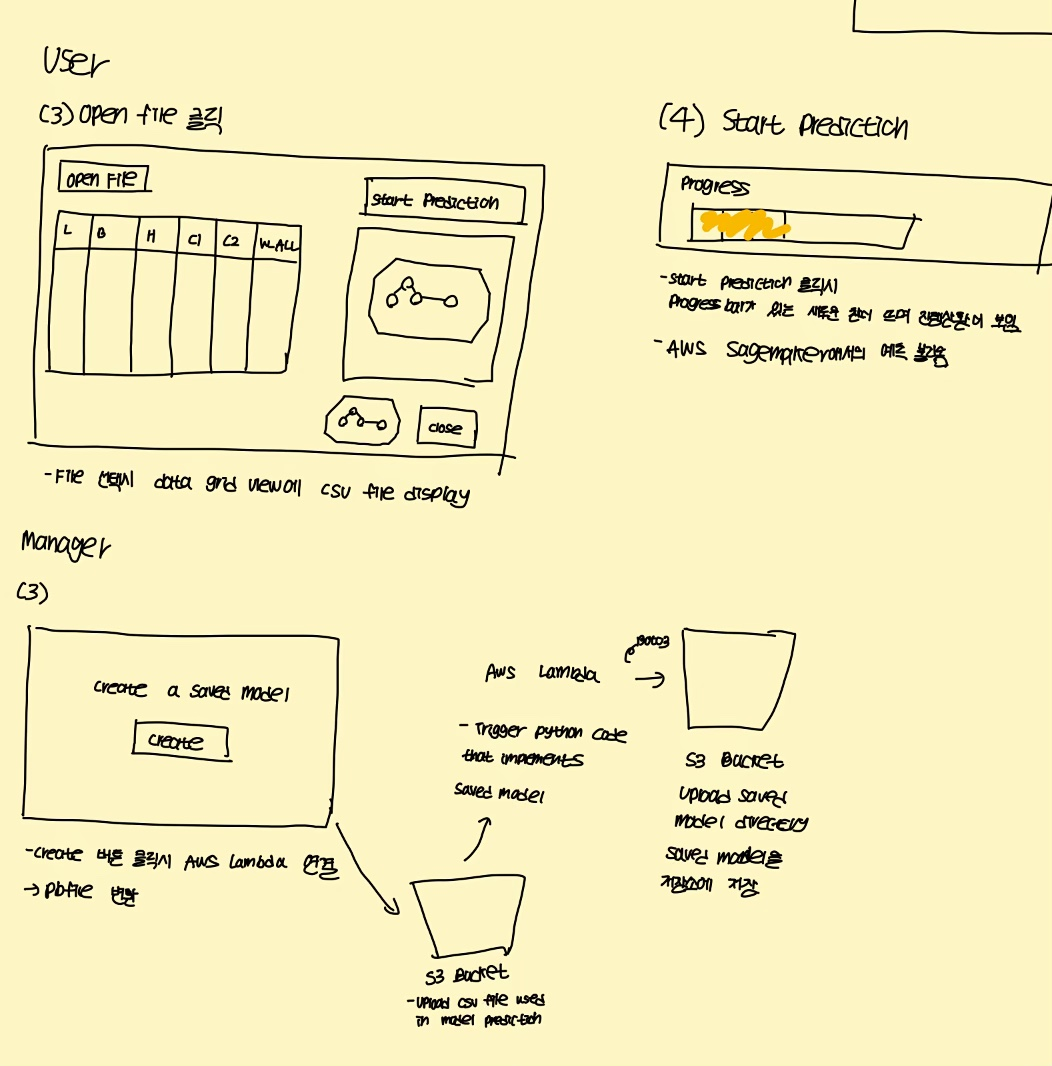 User
(3) Open file 클릭
Open File
Start Prediction
L B H C1 C2 W_ALL
close
-File 선택시 data grid view에 csv file display
(4) Start Prediction
Progress
-Start prediction 클릭시
Progress bar가 있는 새로운 창이 뜨며 진행상황이 보임
-AWS Sagemaker에서의 예측 불러옴
Manager
(3)
Create a saved model
create
-Create 버튼 클릭시 AWS Lambda 연결
→ Pbfile 변환
S3 Bucket
-Upload csv file used
in model prediction
AWS Lambda →
Boto3
- Trigger python code
that impements
Saved model
S3 Bucket
Upload saved
model directery
saved model을
저장소에 저장